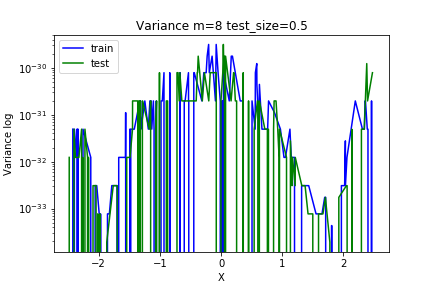 Variance m=8 test_size=0.5
train
test
Variance log
10⁻³⁰
10⁻³¹
10⁻³²
10⁻³³
−2
−1
0
1
2
X